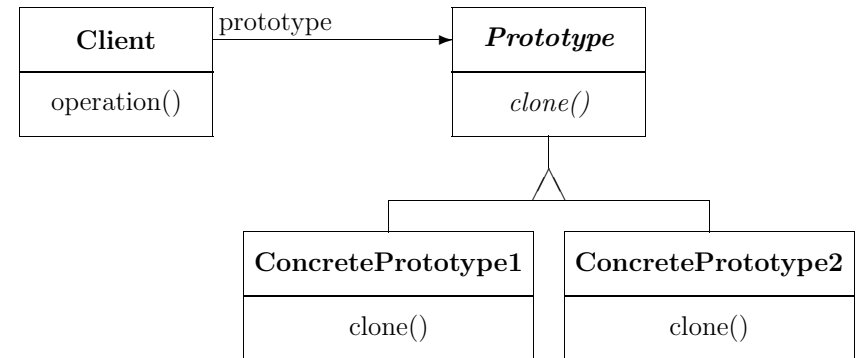 Client
prototype
Prototype
operation()
clone()
ConcretePrototype1
ConcretePrototype2
clone()
clone()